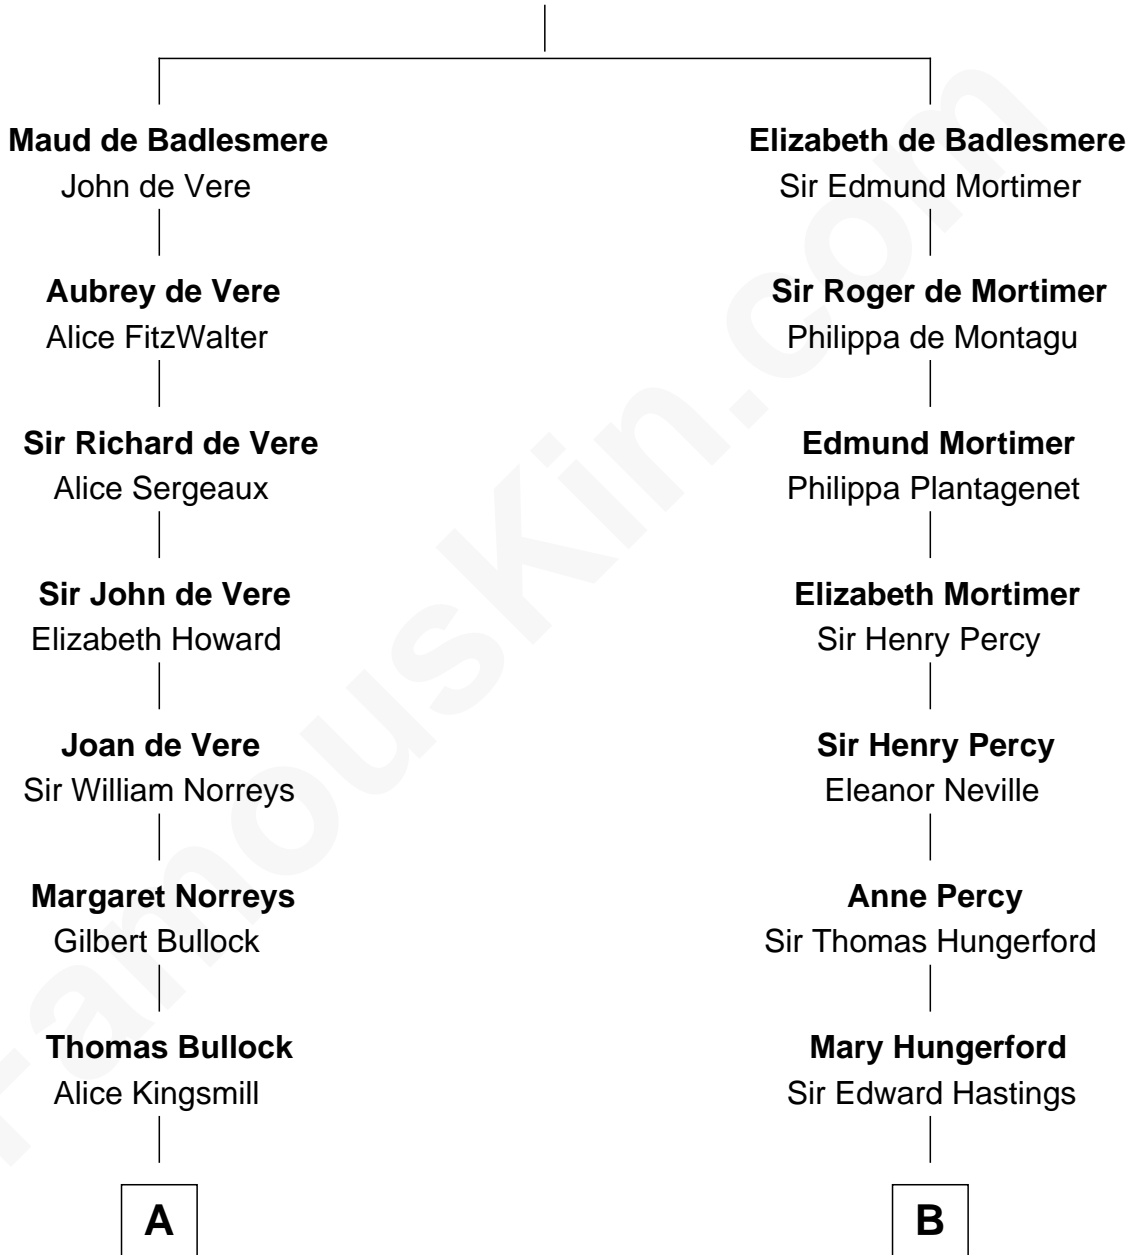 Maud de Badlesmere
John de Vere
Elizabeth de Badlesmere
Sir Edmund Mortimer
Aubrey de Vere
Alice FitzWalter
Sir Roger de Mortimer
Philippa de Montagu
Sir Richard de Vere
Alice Sergeaux
Edmund Mortimer
Philippa Plantagenet
Sir John de Vere
Elizabeth Howard
Elizabeth Mortimer
Sir Henry Percy
Joan de Vere
Sir William Norreys
Sir Henry Percy
Eleanor Neville
Margaret Norreys
Gilbert Bullock
Anne Percy
Sir Thomas Hungerford
Thomas Bullock
Alice Kingsmill
Mary Hungerford
Sir Edward Hastings
A
B
FamousKin.com